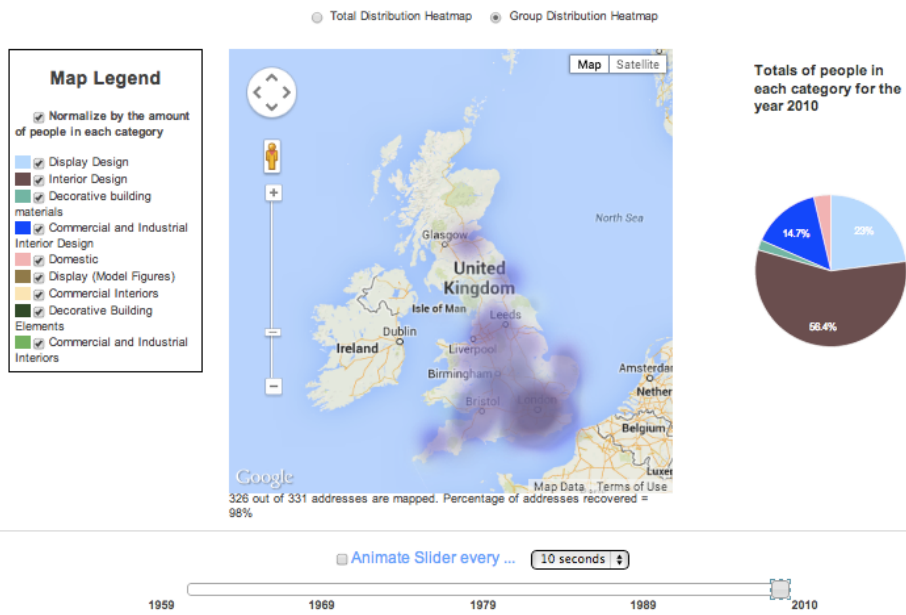 Total Distribution Heatmap Group Distribution Heatmap
Map Legend
Normalize by the amount
of people in each category
Display Design
Interior Design
Decorative building
materials
Commercial and Industrial
Interior Design
Domestic
Display (Model Figures)
Commercial Interiors
Decorative Building
Elements
Commercial and Industrial
Interiors
Map Satellite
North Sea
Glasgow
United
Kingdom
Isle of Man
Leeds
Dublin
Ireland
Liverpool
Birmingham
Amsterdam
Nether
Bristol
London
Belgium
Luxer
Google
Map Data Terms of Use
326 out of 331 addresses are mapped. Percentage of addresses recovered =
98%
Totals of people in
each category for the
year 2010
23%
14.7%
56.4%
Animate Slider every ... 10 seconds
1959 1969 1979 1989 2010